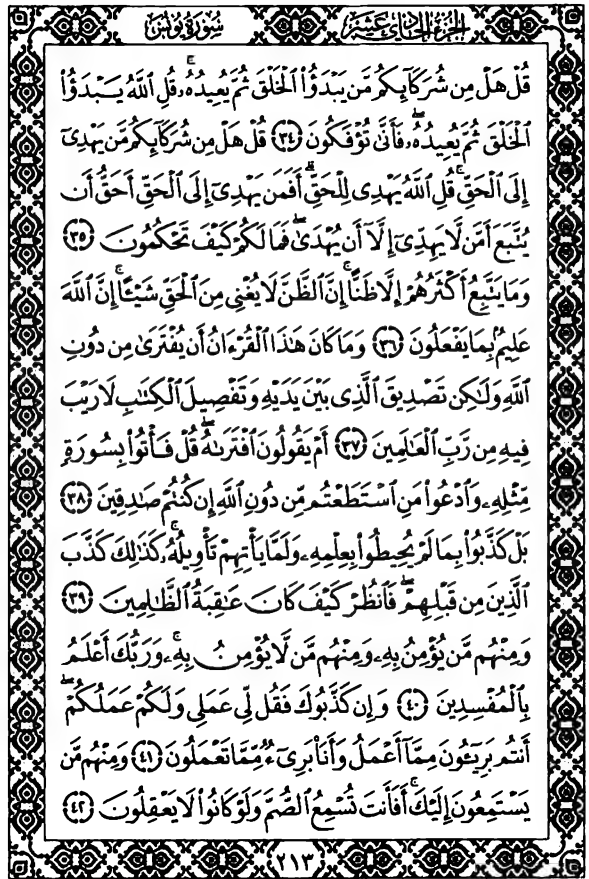 سُورَةُ يُونُسَ
الجُزْءُ الحَادِي عَشَرَ
قُلْ هَلْ مِن شُرَكَآئِكُم مَّن يَبْدَؤُا۟ ٱلْخَلْقَ ثُمَّ يُعِيدُهُۥ ۚ قُلِ ٱللَّهُ يَبْدَؤُا۟
ٱلْخَلْقَ ثُمَّ يُعِيدُهُۥ ۖ فَأَنَّىٰ تُؤْفَكُونَ ٣٤ قُلْ هَلْ مِن شُرَكَآئِكُم مَّن يَهْدِىٓ
إِلَى ٱلْحَقِّ ۚ قُلِ ٱللَّهُ يَهْدِى لِلْحَقِّ ۗ أَفَمَن يَهْدِىٓ إِلَى ٱلْحَقِّ أَحَقُّ أَن
يُتَّبَعَ أَمَّن لَّا يَهِدِّىٓ إِلَّآ أَن يُهْدَىٰ ۖ فَمَا لَكُمْ كَيْفَ تَحْكُمُونَ ٣٥
وَمَا يَتَّبِعُ أَكْثَرُهُمْ إِلَّا ظَنًّا ۚ إِنَّ ٱلظَّنَّ لَا يُغْنِى مِنَ ٱلْحَقِّ شَيْـًٔا ۚ إِنَّ ٱللَّهَ
عَلِيمٌۢ بِمَا يَفْعَلُونَ ٣٦ وَمَا كَانَ هَـٰذَا ٱلْقُرْءَانُ أَن يُفْتَرَىٰ مِن دُونِ
ٱللَّهِ وَلَـٰكِن تَصْدِيقَ ٱلَّذِى بَيْنَ يَدَيْهِ وَتَفْصِيلَ ٱلْكِتَـٰبِ لَا رَيْبَ
فِيهِ مِن رَّبِّ ٱلْعَـٰلَمِينَ ٣٧ أَمْ يَقُولُونَ ٱفْتَرَىٰهُ ۖ قُلْ فَأْتُوا۟ بِسُورَةٍ
مِّثْلِهِۦ وَٱدْعُوا۟ مَنِ ٱسْتَطَعْتُم مِّن دُونِ ٱللَّهِ إِن كُنتُمْ صَـٰدِقِينَ ٣٨
بَلْ كَذَّبُوا۟ بِمَا لَمْ يُحِيطُوا۟ بِعِلْمِهِۦ وَلَمَّا يَأْتِهِمْ تَأْوِيلُهُۥ ۚ كَذَٰلِكَ كَذَّبَ
ٱلَّذِينَ مِن قَبْلِهِمْ ۖ فَٱنظُرْ كَيْفَ كَانَ عَـٰقِبَةُ ٱلظَّـٰلِمِينَ ٣٩
وَمِنْهُم مَّن يُؤْمِنُ بِهِۦ وَمِنْهُم مَّن لَّا يُؤْمِنُ بِهِۦ ۚ وَرَبُّكَ أَعْلَمُ
بِٱلْمُفْسِدِينَ ٤٠ وَإِن كَذَّبُوكَ فَقُل لِّى عَمَلِى وَلَكُمْ عَمَلُكُمْ ۖ
أَنتُم بَرِيٓـُٔونَ مِمَّآ أَعْمَلُ وَأَنَا۠ بَرِىٓءٌ مِّمَّا تَعْمَلُونَ ٤١ وَمِنْهُم مَّن
يَسْتَمِعُونَ إِلَيْكَ ۚ أَفَأَنتَ تُسْمِعُ ٱلصُّمَّ وَلَوْ كَانُوا۟ لَا يَعْقِلُونَ ٤٢
٢١٣